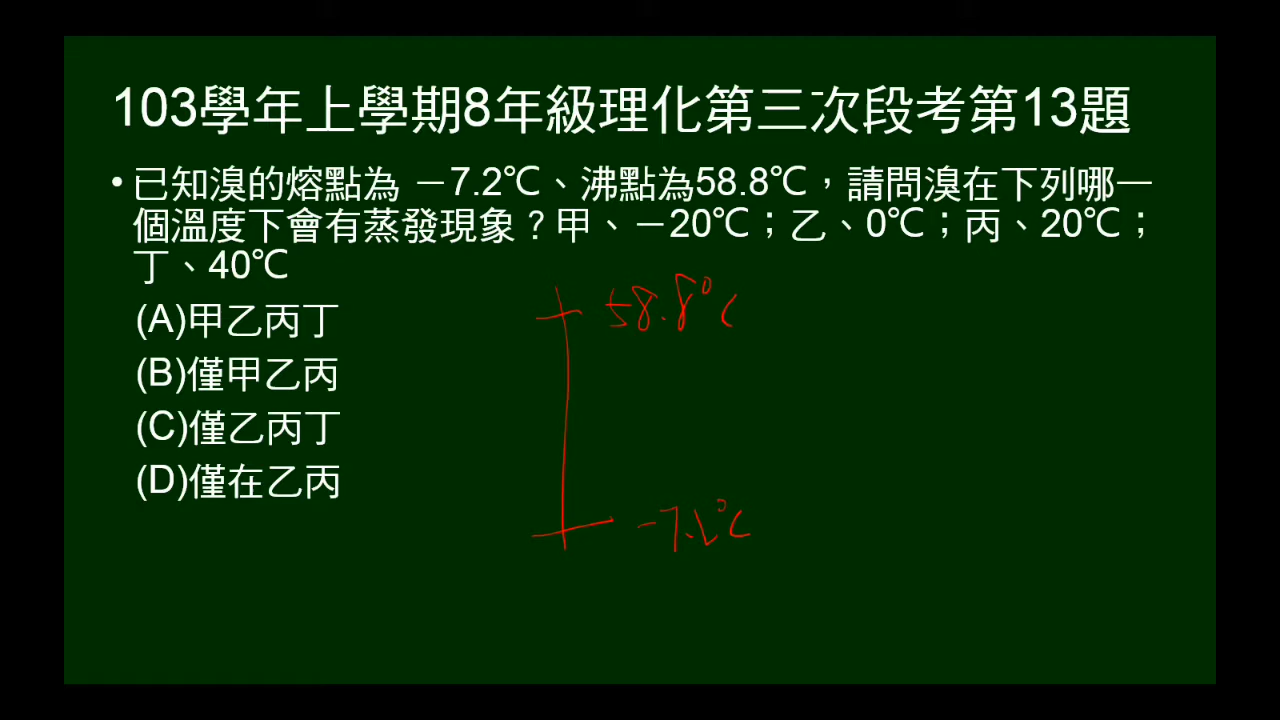 103學年上學期8年級理化第三次段考第13題
• 已知溴的熔點為 －7.2℃、沸點為58.8℃，請問溴在下列哪一
個溫度下會有蒸發現象？甲、－20℃；乙、0℃；丙、20℃；
丁、40℃
(A)甲乙丙丁
(B)僅甲乙丙
(C)僅乙丙丁
(D)僅在乙丙
58.8°C
-7.2°C